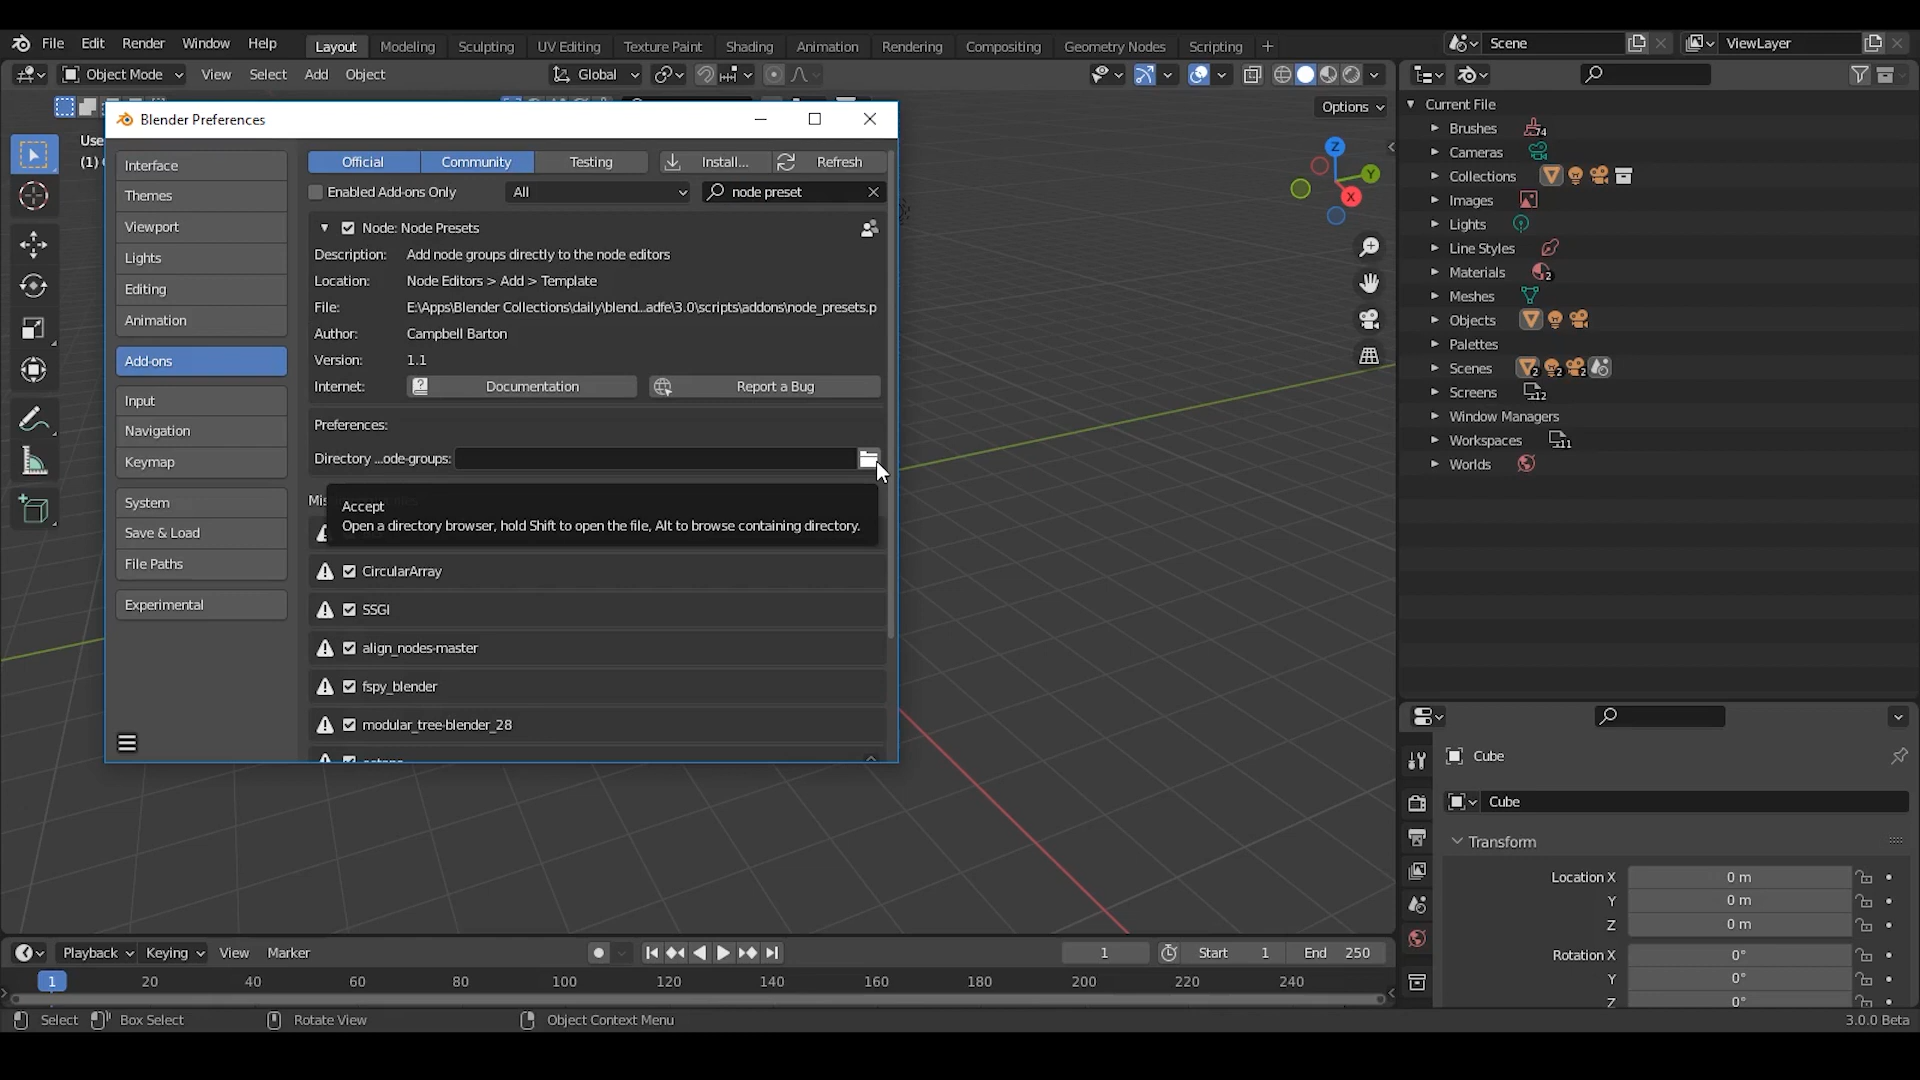 File Edit Render Window Help Layout Modeling Sculpting UV Editing Texture Paint Shading Animation Rendering Compositing Geometry Nodes Scripting + Scene ViewLayer
Object Mode View Select Add Object Global
Options
Use
(1)
Blender Preferences
Interface
Themes
Viewport
Lights
Editing
Animation
Add-ons
Input
Navigation
Keymap
System
Save & Load
File Paths
Experimental
Official Community Testing Install... Refresh
Enabled Add-ons Only All node preset
Node: Node Presets
Description: Add node groups directly to the node editors
Location: Node Editors > Add > Template
File: E:\Apps\Blender Collections\daily\blend...adfe\3.0\scripts\addons\node_presets.p
Author: Campbell Barton
Version: 1.1
Internet: Documentation Report a Bug
Preferences:
Directory ...ode-groups:
Accept
Open a directory browser, hold Shift to open the file, Alt to browse containing directory.
CircularArray
SSGI
align_nodes-master
fspy_blender
modular_tree-blender_28
Z
Y
X
Current File
Brushes 74
Cameras
Collections
Images
Lights
Line Styles
Materials 2
Meshes
Objects
Palettes
Scenes 2 2 2
Screens 12
Window Managers
Workspaces 11
Worlds
Cube
Cube
Transform
Location X 0 m
Y 0 m
Z 0 m
Rotation X 0°
Y 0°
Z 0°
Playback Keying View Marker 1 Start 1 End 250
1 20 40 60 80 100 120 140 160 180 200 220 240
Select Box Select Rotate View Object Context Menu 3.0.0 Beta